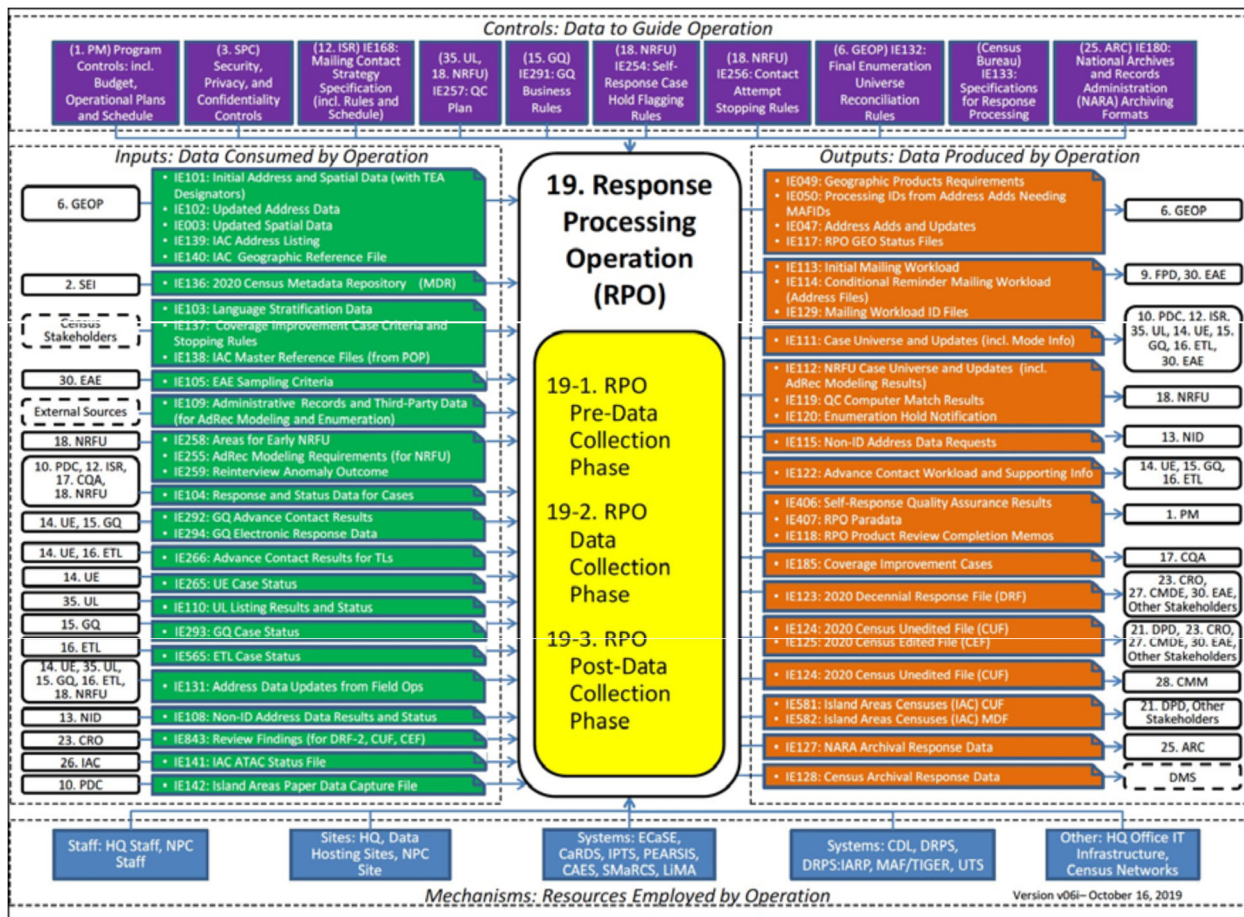 Controls: Data to Guide Operation
(1. PM) Program
Controls: incl.
Budget,
Operational Plans
and Schedule
(3. SPC)
Security,
Privacy, and
Confidentiality
Controls
(12. ISR) IE168:
Mailing Contact
Strategy
Specification
(incl. Rules and
Schedule)
(35. UL,
18. NRFU)
IE257: QC
Plan
(15. GQ)
IE291: GQ
Business
Rules
(18. NRFU)
IE254: Self-
Response Case
Hold Flagging
Rules
(18. NRFU)
IE256: Contact
Attempt
Stopping Rules
(6. GEOP) IE132:
Final Enumeration
Universe
Reconciliation
Rules
(Census
Bureau)
IE133:
Specifications
for Response
Processing
(25. ARC) IE180:
National Archives
and Records
Administration
(NARA) Archiving
Formats
Inputs: Data Consumed by Operation
6. GEOP
• IE101: Initial Address and Spatial Data (with TEA
Designators)
• IE102: Updated Address Data
• IE003: Updated Spatial Data
• IE139: IAC Address Listing
• IE140: IAC Geographic Reference File
2. SEI
• IE136: 2020 Census Metadata Repository (MDR)
Census
Stakeholders
• IE103: Language Stratification Data
• IE137: Coverage Improvement Case Criteria and
Stopping Rules
• IE138: IAC Master Reference Files (from POP)
30. EAE
• IE105: EAE Sampling Criteria
External Sources
• IE109: Administrative Records and Third-Party Data
(for AdRec Modeling and Enumeration)
18. NRFU
• IE258: Areas for Early NRFU
• IE255: AdRec Modeling Requirements (for NRFU)
• IE259: Reinterview Anomaly Outcome
10. PDC, 12. ISR,
17. CQA,
18. NRFU
• IE104: Response and Status Data for Cases
14. UE, 15. GQ
• IE292: GQ Advance Contact Results
• IE294: GQ Electronic Response Data
14. UE, 16. ETL
• IE266: Advance Contact Results for TLs
14. UE
• IE265: UE Case Status
35. UL
• IE110: UL Listing Results and Status
15. GQ
• IE293: GQ Case Status
16. ETL
• IE565: ETL Case Status
14. UE, 35. UL,
15. GQ, 16. ETL,
18. NRFU
• IE131: Address Data Updates from Field Ops
13. NID
• IE108: Non-ID Address Data Results and Status
23. CRO
• IE843: Review Findings (for DRF-2, CUF, CEF)
26. IAC
• IE141: IAC ATAC Status File
10. PDC
• IE142: Island Areas Paper Data Capture File
19. Response
Processing
Operation
(RPO)
19-1. RPO
Pre-Data
Collection
Phase
19-2. RPO
Data
Collection
Phase
19-3. RPO
Post-Data
Collection
Phase
Outputs: Data Produced by Operation
• IE049: Geographic Products Requirements
• IE050: Processing IDs from Address Adds Needing
MAFIDs
• IE047: Address Adds and Updates
• IE117: RPO GEO Status Files
6. GEOP
• IE113: Initial Mailing Workload
• IE114: Conditional Reminder Mailing Workload
(Address Files)
• IE129: Mailing Workload ID Files
9. FPD, 30. EAE
• IE111: Case Universe and Updates (incl. Mode Info)
10. PDC, 12. ISR,
35. UL, 14. UE, 15.
GQ, 16. ETL,
30. EAE
• IE112: NRFU Case Universe and Updates (incl.
AdRec Modeling Results)
• IE119: QC Computer Match Results
• IE120: Enumeration Hold Notification
18. NRFU
• IE115: Non-ID Address Data Requests
13. NID
• IE122: Advance Contact Workload and Supporting Info
14. UE, 15. GQ,
16. ETL
• IE406: Self-Response Quality Assurance Results
• IE407: RPO Paradata
• IE118: RPO Product Review Completion Memos
1. PM
• IE185: Coverage Improvement Cases
17. CQA
• IE123: 2020 Decennial Response File (DRF)
23. CRO,
27. CMDE, 30. EAE,
Other Stakeholders
• IE124: 2020 Census Unedited File (CUF)
• IE125: 2020 Census Edited File (CEF)
21. DPD, 23. CRO,
27. CMDE, 30. EAE,
Other Stakeholders
• IE124: 2020 Census Unedited File (CUF)
28. CMM
• IE581: Island Areas Censuses (IAC) CUF
• IE582: Island Areas Censuses (IAC) MDF
21. DPD, Other
Stakeholders
• IE127: NARA Archival Response Data
25. ARC
• IE128: Census Archival Response Data
DMS
Staff: HQ Staff, NPC
Staff
Sites: HQ, Data
Hosting Sites, NPC
Site
Systems: ECaSE,
CaRDS, IPTS, PEARSIS,
CAES, SMaRCS, LiMA
Systems: CDL, DRPS,
DRPS:IARP, MAF/TIGER, UTS
Other: HQ Office IT
Infrastructure,
Census Networks
Mechanisms: Resources Employed by Operation
Version v06i– October 16, 2019